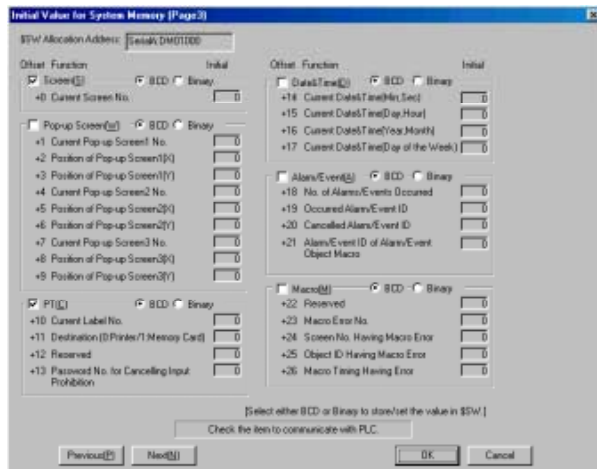 Initial Value for System Memory (Page3)
$SW Allocation Address: SerialA:DM01000
Offset Function Initial
Screen(S) BCD Binary
+0 Current Screen No. 0
Pop-up Screen(W) BCD Binary
+1 Current Pop-up Screen1 No. 0
+2 Position of Pop-up Screen1(X) 0
+3 Position of Pop-up Screen1(Y) 0
+4 Current Pop-up Screen2 No. 0
+5 Position of Pop-up Screen2(X) 0
+6 Position of Pop-up Screen2(Y) 0
+7 Current Pop-up Screen3 No. 0
+8 Position of Pop-up Screen3(X) 0
+9 Position of Pop-up Screen3(Y) 0
PT(C) BCD Binary
+10 Current Label No. 0
+11 Destination (0:Printer/1:Memory Card) 0
+12 Reserved 0
+13 Password No. for Cancelling Input 0
Prohibition
Offset Function Initial
Date&Time(D) BCD Binary
+14 Current Date&Time(Min,Sec) 0
+15 Current Date&Time(Day,Hour) 0
+16 Current Date&Time(Year,Month) 0
+17 Current Date&Time(Day of the Week) 0
Alarm/Event(A) BCD Binary
+18 No. of Alarms/Events Occurred 0
+19 Occurred Alarm/Event ID 0
+20 Cancelled Alarm/Event ID 0
+21 Alarm/Event ID of Alarm/Event 0
Object Macro
Macro(M) BCD Binary
+22 Reserved 0
+23 Macro Error No. 0
+24 Screen No. Having Macro Error 0
+25 Object ID Having Macro Error 0
+26 Macro Timing Having Error 0
[Select either BCD or Binary to store/set the value in $SW.]
Check the item to communicate with PLC.
Previous(P) Next(N) OK Cancel